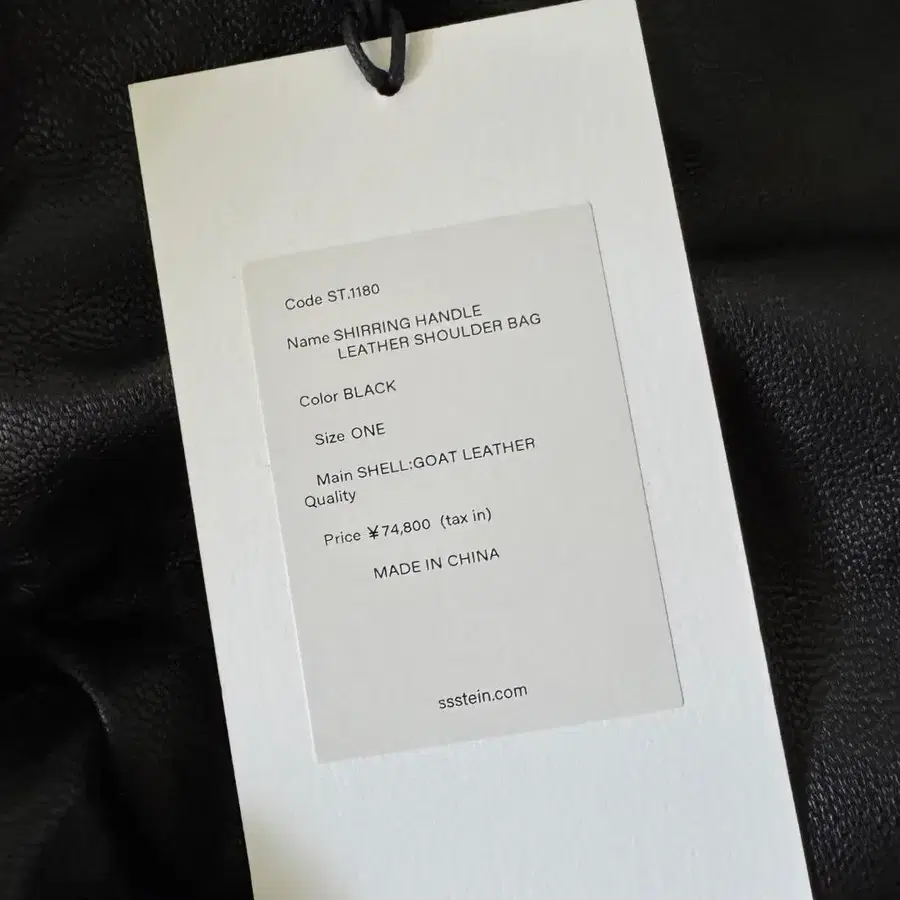 Code ST.1180
Name SHIRRING HANDLE
LEATHER SHOULDER BAG
Color BLACK
Size ONE
Main SHELL:GOAT LEATHER
Quality
Price ¥74,800 (tax in)
MADE IN CHINA
ssstein.com